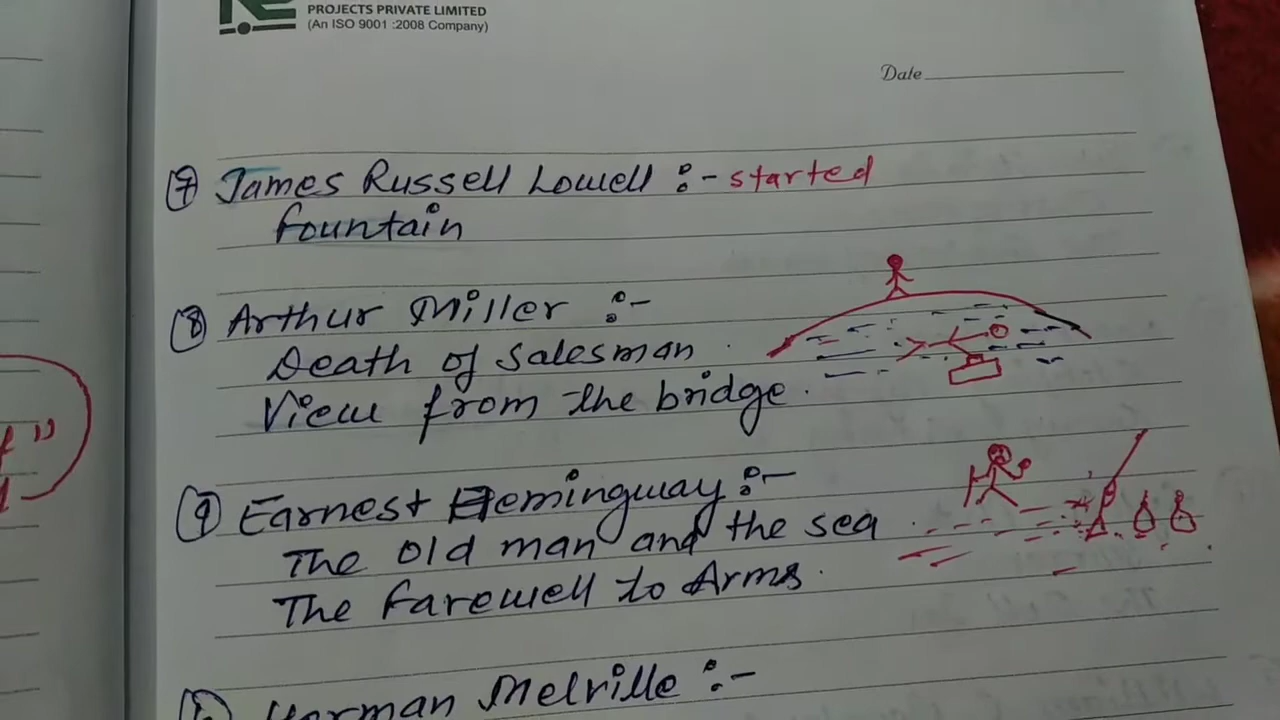 PROJECTS PRIVATE LIMITED
(An ISO 9001 :2008 Company)
Date
(7) James Russell Lowell :- started
fountain
(8) Arthur Miller :-
Death of salesman
View from the bridge.
(9) Earnest Hemingway :-
The old man and the sea
The farewell to Arms.
Herman Melville :-